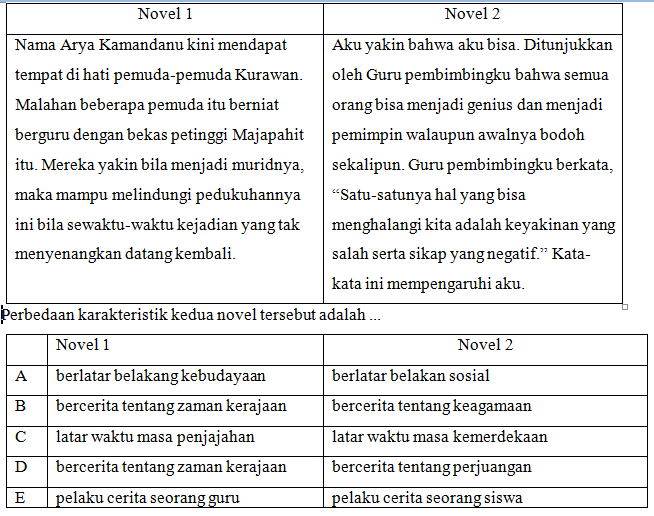 Novel 1 Novel 2
Nama Arya Kamandanu kini mendapat
tempat di hati pemuda-pemuda Kurawan.
Malahan beberapa pemuda itu berniat
berguru dengan bekas petinggi Majapahit
itu. Mereka yakin bila menjadi muridnya,
maka mampu melindungi pedukuhannya
ini bila sewaktu-waktu kejadian yang tak
menyenangkan datang kembali.
Aku yakin bahwa aku bisa. Ditunjukkan
oleh Guru pembimbingku bahwa semua
orang bisa menjadi genius dan menjadi
pemimpin walaupun awalnya bodoh
sekalipun. Guru pembimbingku berkata,
“Satu-satunya hal yang bisa
menghalangi kita adalah keyakinan yang
salah serta sikap yang negatif.” Kata-
kata ini mempengaruhi aku.
Perbedaan karakteristik kedua novel tersebut adalah ...
Novel 1 Novel 2
A berlatar belakang kebudayaan berlatar belakan sosial
B bercerita tentang zaman kerajaan bercerita tentang keagamaan
C latar waktu masa penjajahan latar waktu masa kemerdekaan
D bercerita tentang zaman kerajaan bercerita tentang perjuangan
E pelaku cerita seorang guru pelaku cerita seorang siswa